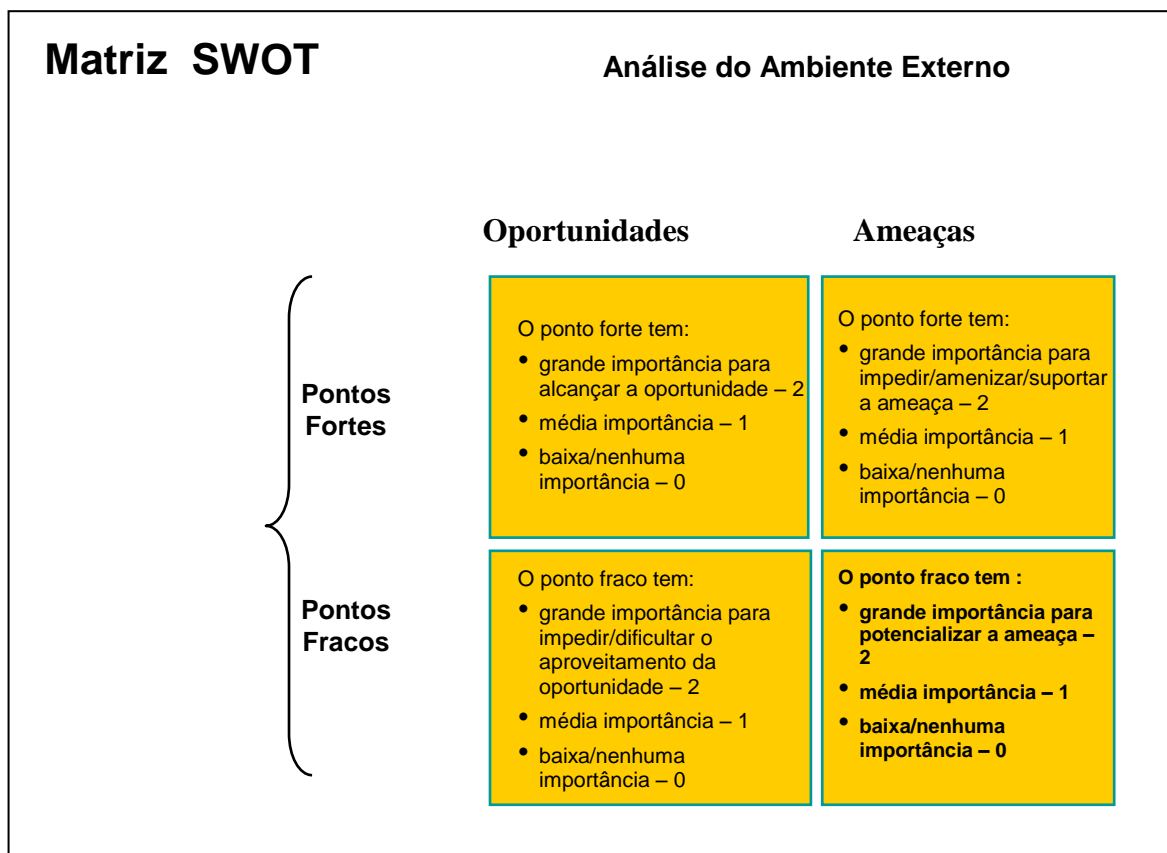 Matriz  SWOT
Análise do Ambiente Externo
Oportunidades
Ameaças
Pontos
Fortes
O ponto forte tem:
• grande importância para
alcançar a oportunidade – 2
• média importância – 1
• baixa/nenhuma
importância – 0
O ponto forte tem:
• grande importância para
impedir/amenizar/suportar
a ameaça – 2
• média importância – 1
• baixa/nenhuma
importância – 0
Pontos
Fracos
O ponto fraco tem:
• grande importância para
impedir/dificultar o
aproveitamento da
oportunidade – 2
• média importância – 1
• baixa/nenhuma
importância – 0
O ponto fraco tem :
• grande importância para
potencializar a ameaça –
2
• média importância – 1
• baixa/nenhuma
importância – 0